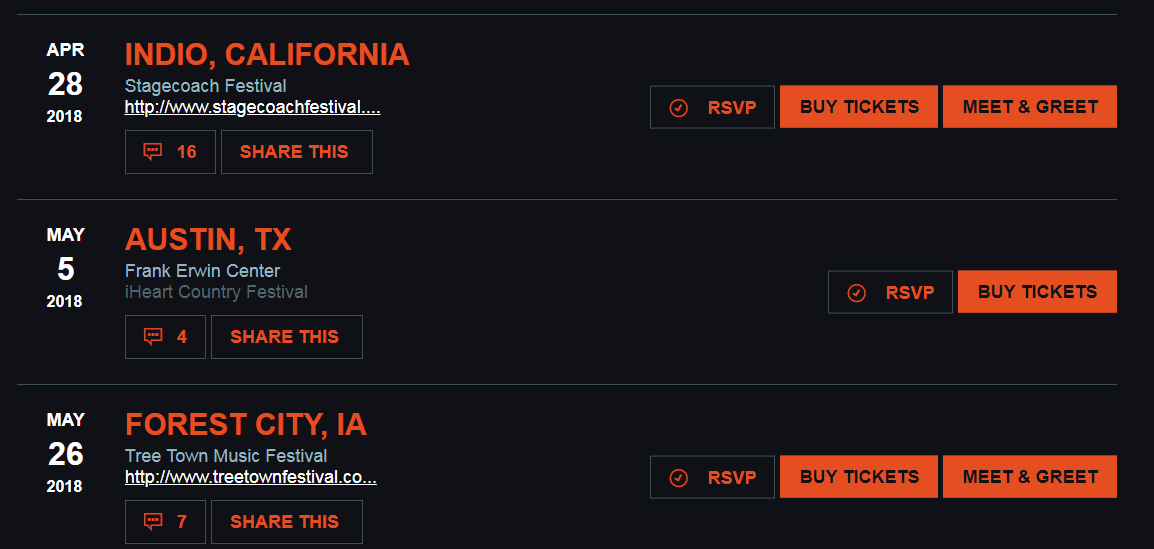 APR
28
2018
INDIO, CALIFORNIA
Stagecoach Festival
http://www.stagecoachfestival....
16
SHARE THIS
RSVP
BUY TICKETS
MEET & GREET
MAY
5
2018
AUSTIN, TX
Frank Erwin Center
iHeart Country Festival
4
SHARE THIS
RSVP
BUY TICKETS
MAY
26
2018
FOREST CITY, IA
Tree Town Music Festival
http://www.treetownfestival.co...
7
SHARE THIS
RSVP
BUY TICKETS
MEET & GREET